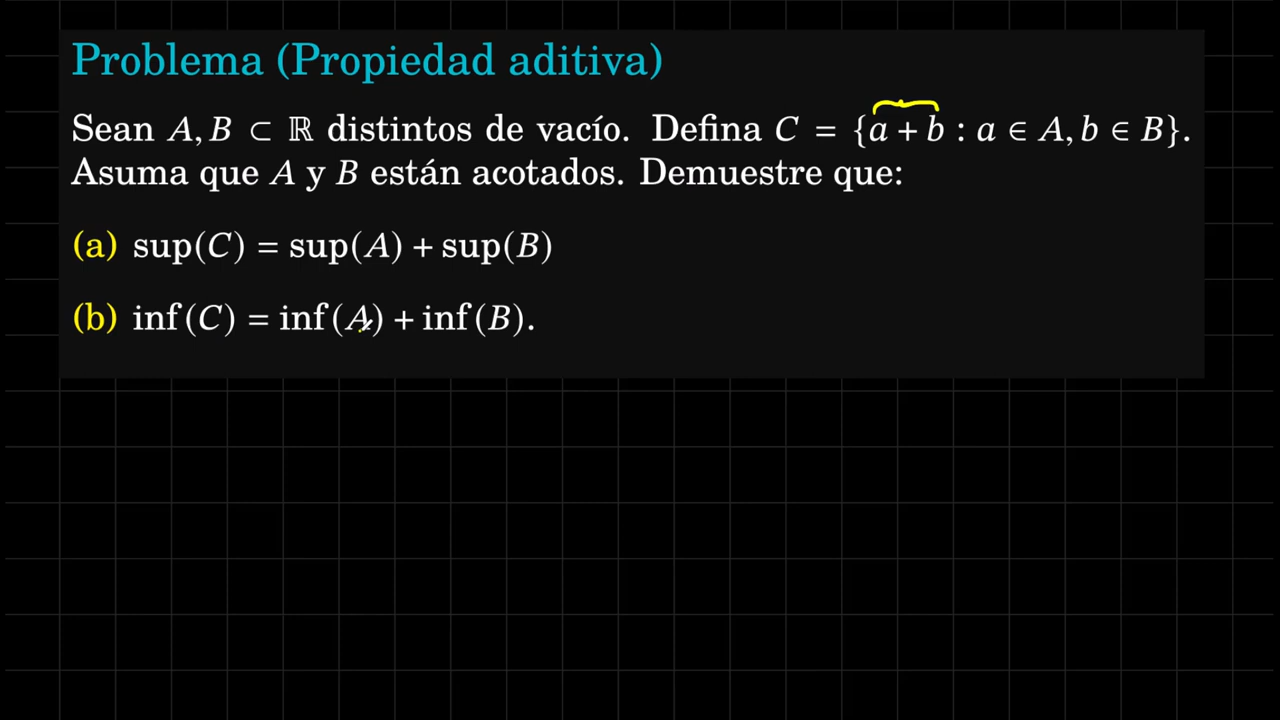 Problema (Propiedad aditiva)
Sean A, B ⊂ ℝ distintos de vacío. Defina C = {a + b : a ∈ A, b ∈ B}.
Asuma que A y B están acotados. Demuestre que:
(a) sup(C) = sup(A) + sup(B)
(b) inf(C) = inf(A) + inf(B).